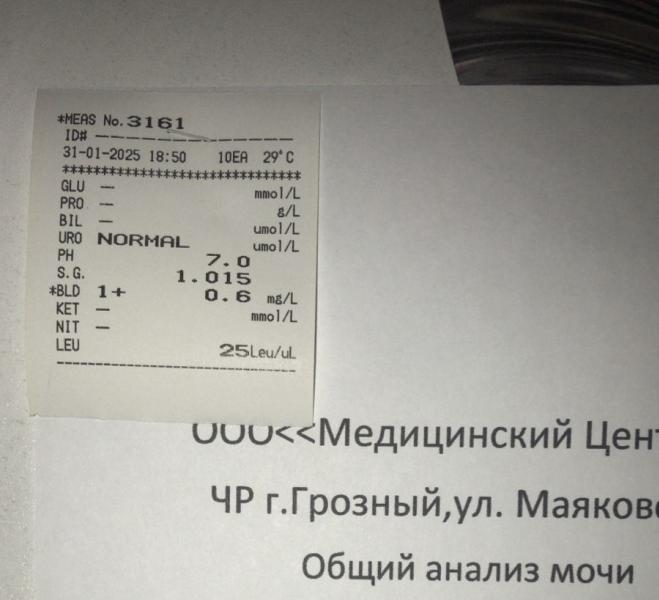 *MEAS No.3161
ID# ––––––––––––––
31-01-2025 18:50 10EA 29°C
******************************
GLU – mmol/L
PRO – g/L
BIL – umol/L
URO NORMAL umol/L
PH 7.0
S.G. 1.015
*BLD 1+ 0.6 mg/L
KET – mmol/L
NIT –
LEU 25Leu/uL
------------------------------
ООО<<Медицинский Цент
ЧР г.Грозный,ул. Маяковс
Общий анализ мочи